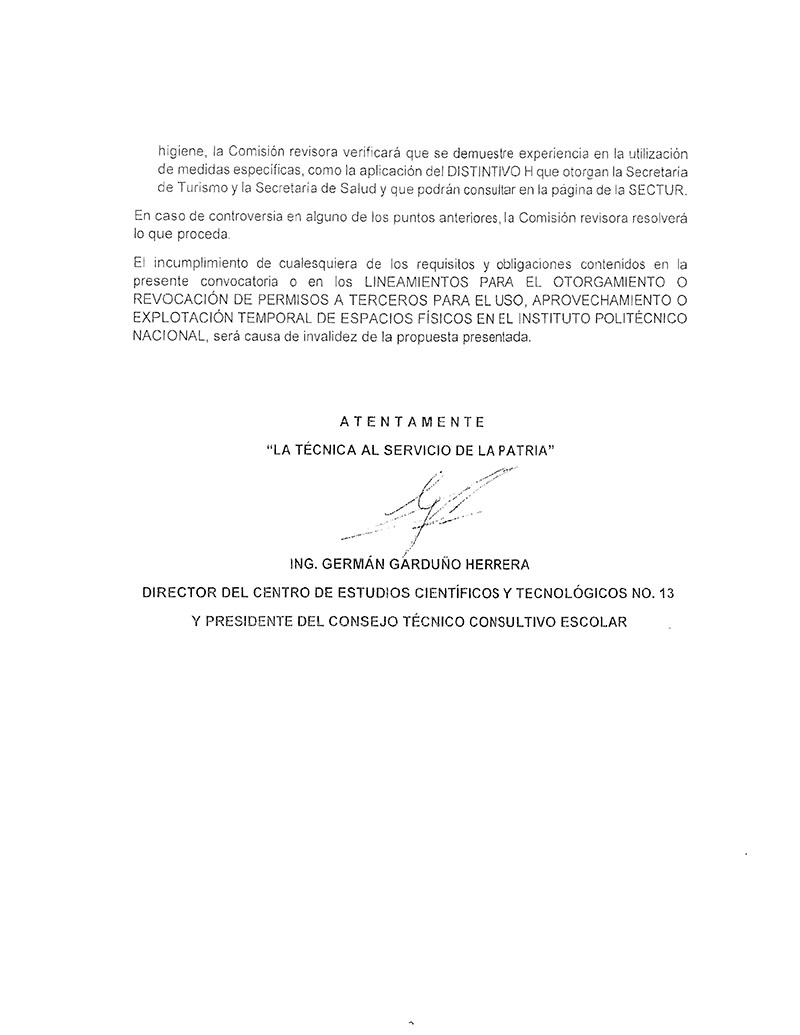 higiene, la Comisión revisora verificará que se demuestre experiencia en la utilización
de medidas específicas, como la aplicación del DISTINTIVO H que otorgan la Secretaría
de Turismo y la Secretaría de Salud y que podrán consultar en la página de la SECTUR.
En caso de controversia en alguno de los puntos anteriores, la Comisión revisora resolverá
lo que proceda.
El incumplimiento de cualesquiera de los requisitos y obligaciones contenidos en la
presente convocatoria o en los LINEAMIENTOS PARA EL OTORGAMIENTO O
REVOCACIÓN DE PERMISOS A TERCEROS PARA EL USO, APROVECHAMIENTO O
EXPLOTACIÓN TEMPORAL DE ESPACIOS FÍSICOS EN EL INSTITUTO POLITÉCNICO
NACIONAL, será causa de invalidez de la propuesta presentada.
A T E N T A M E N T E
“LA TÉCNICA AL SERVICIO DE LA PATRIA”
ING. GERMÁN GARDUÑO HERRERA
DIRECTOR DEL CENTRO DE ESTUDIOS CIENTÍFICOS Y TECNOLÓGICOS NO. 13
Y PRESIDENTE DEL CONSEJO TÉCNICO CONSULTIVO ESCOLAR